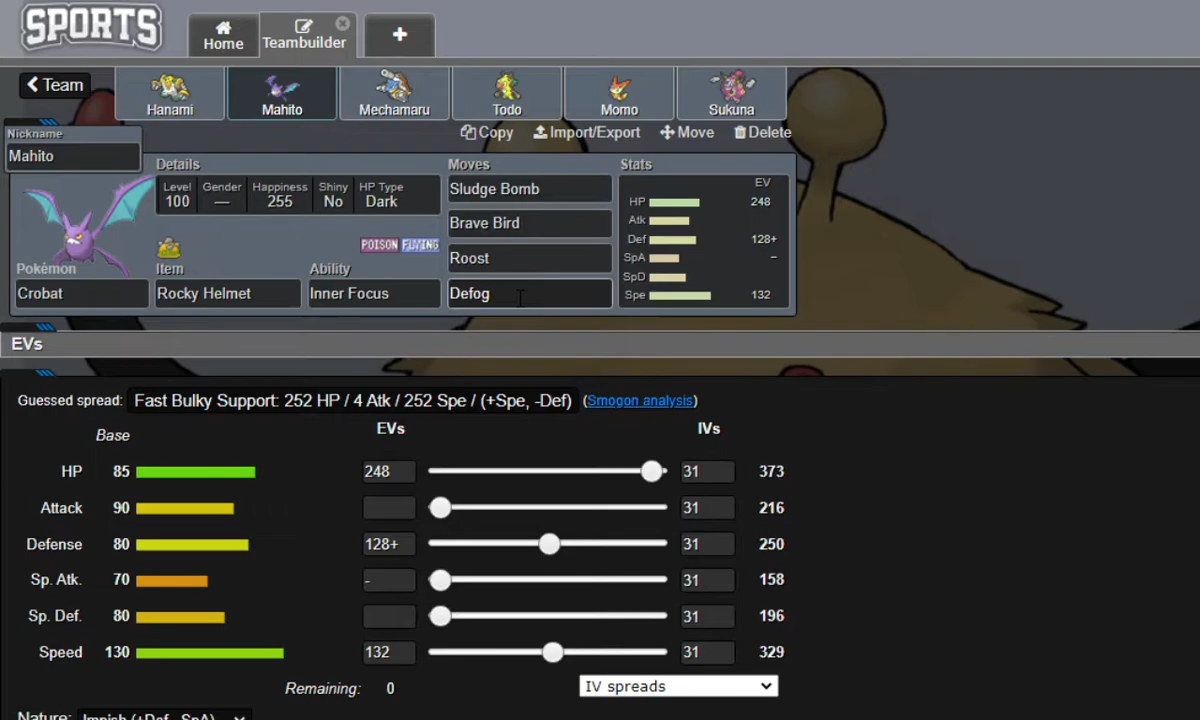 SPORTS
Home
Teambuilder
+
Team
Hanami
Mahito
Mechamaru
Todo
Momo
Sukuna
Copy Import/Export Move Delete
Nickname
Mahito
Details
Level
100
Gender
—
Happiness
255
Shiny
No
HP Type
Dark
POISON FLYING
Pokémon
Crobat
Item
Rocky Helmet
Ability
Inner Focus
Moves
Sludge Bomb
Brave Bird
Roost
Defog
Stats
EV
HP 248
Atk
Def 128+
SpA –
SpD
Spe 132
EVs
Guessed spread: Fast Bulky Support: 252 HP / 4 Atk / 252 Spe / (+Spe, -Def) (Smogon analysis)
Base EVs IVs
HP 85 248 31 373
Attack 90 31 216
Defense 80 128+ 31 250
Sp. Atk. 70 - 31 158
Sp. Def. 80 31 196
Speed 130 132 31 329
Remaining: 0 IV spreads
Nature: Impish (+Def, -SpA)